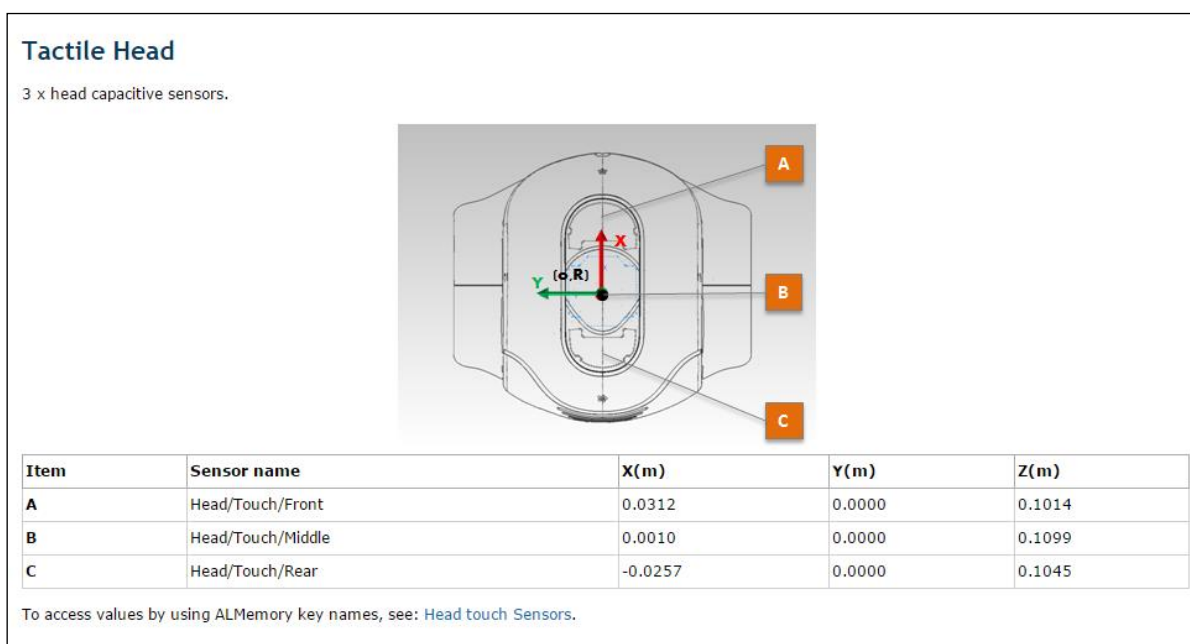 Tactile Head
3 x head capacitive sensors.
A
X
(o,R)
Y
B
C
Item Sensor name X(m) Y(m) Z(m)
A Head/Touch/Front 0.0312 0.0000 0.1014
B Head/Touch/Middle 0.0010 0.0000 0.1099
C Head/Touch/Rear -0.0257 0.0000 0.1045
To access values by using ALMemory key names, see: Head touch Sensors.